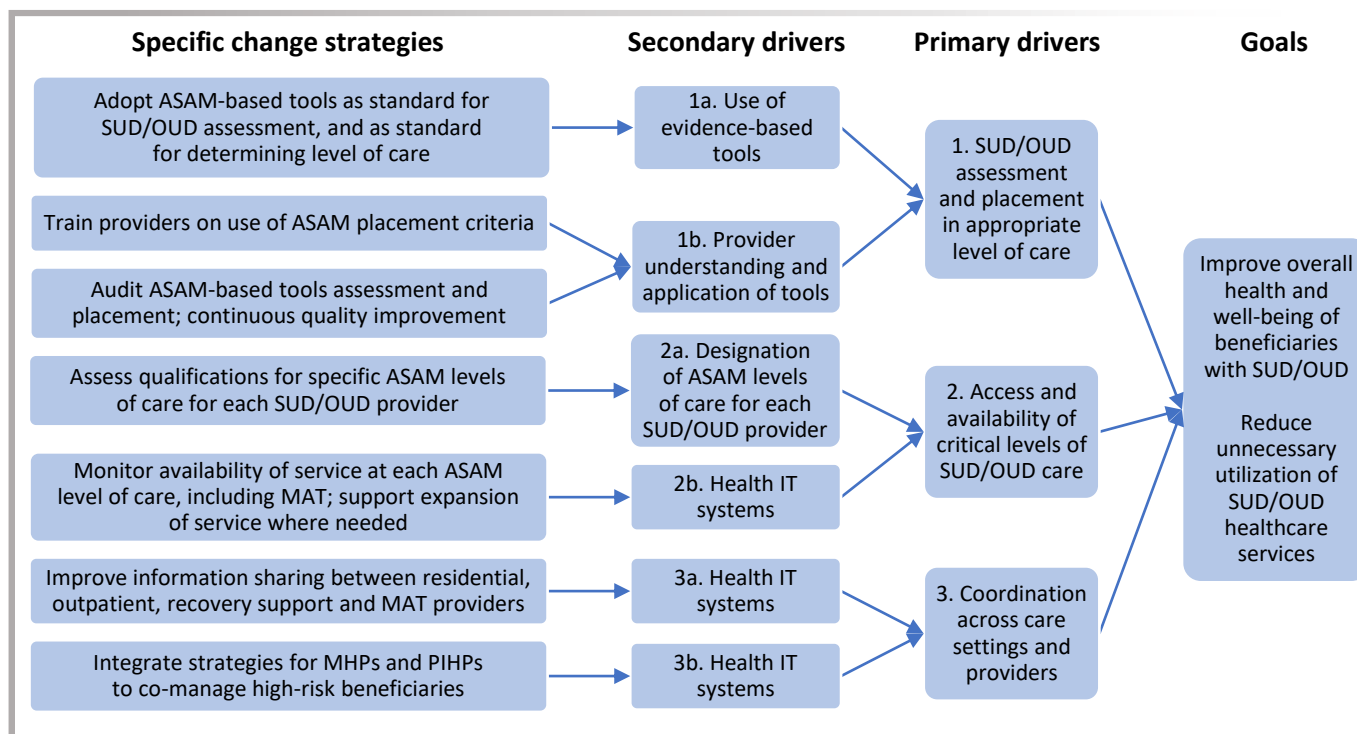 Specific change strategies
Secondary drivers
Primary drivers
Goals
Adopt ASAM-based tools as standard for
SUD/OUD assessment, and as standard
for determining level of care
Train providers on use of ASAM placement criteria
Audit ASAM-based tools assessment and
placement; continuous quality improvement
Assess qualifications for specific ASAM levels
of care for each SUD/OUD provider
Monitor availability of service at each ASAM
level of care, including MAT; support expansion
of service where needed
Improve information sharing between residential,
outpatient, recovery support and MAT providers
Integrate strategies for MHPs and PIHPs
to co-manage high-risk beneficiaries
1a. Use of
evidence-based
tools
1b. Provider
understanding and
application of tools
2a. Designation
of ASAM levels
of care for each
SUD/OUD provider
2b. Health IT
systems
3a. Health IT
systems
3b. Health IT
systems
1. SUD/OUD
assessment
and placement
in appropriate
level of care
2. Access and
availability of
critical levels of
SUD/OUD care
3. Coordination
across care
settings and
providers
Improve overall
health and
well-being of
beneficiaries
with SUD/OUD
Reduce
unnecessary
utilization of
SUD/OUD
healthcare
services